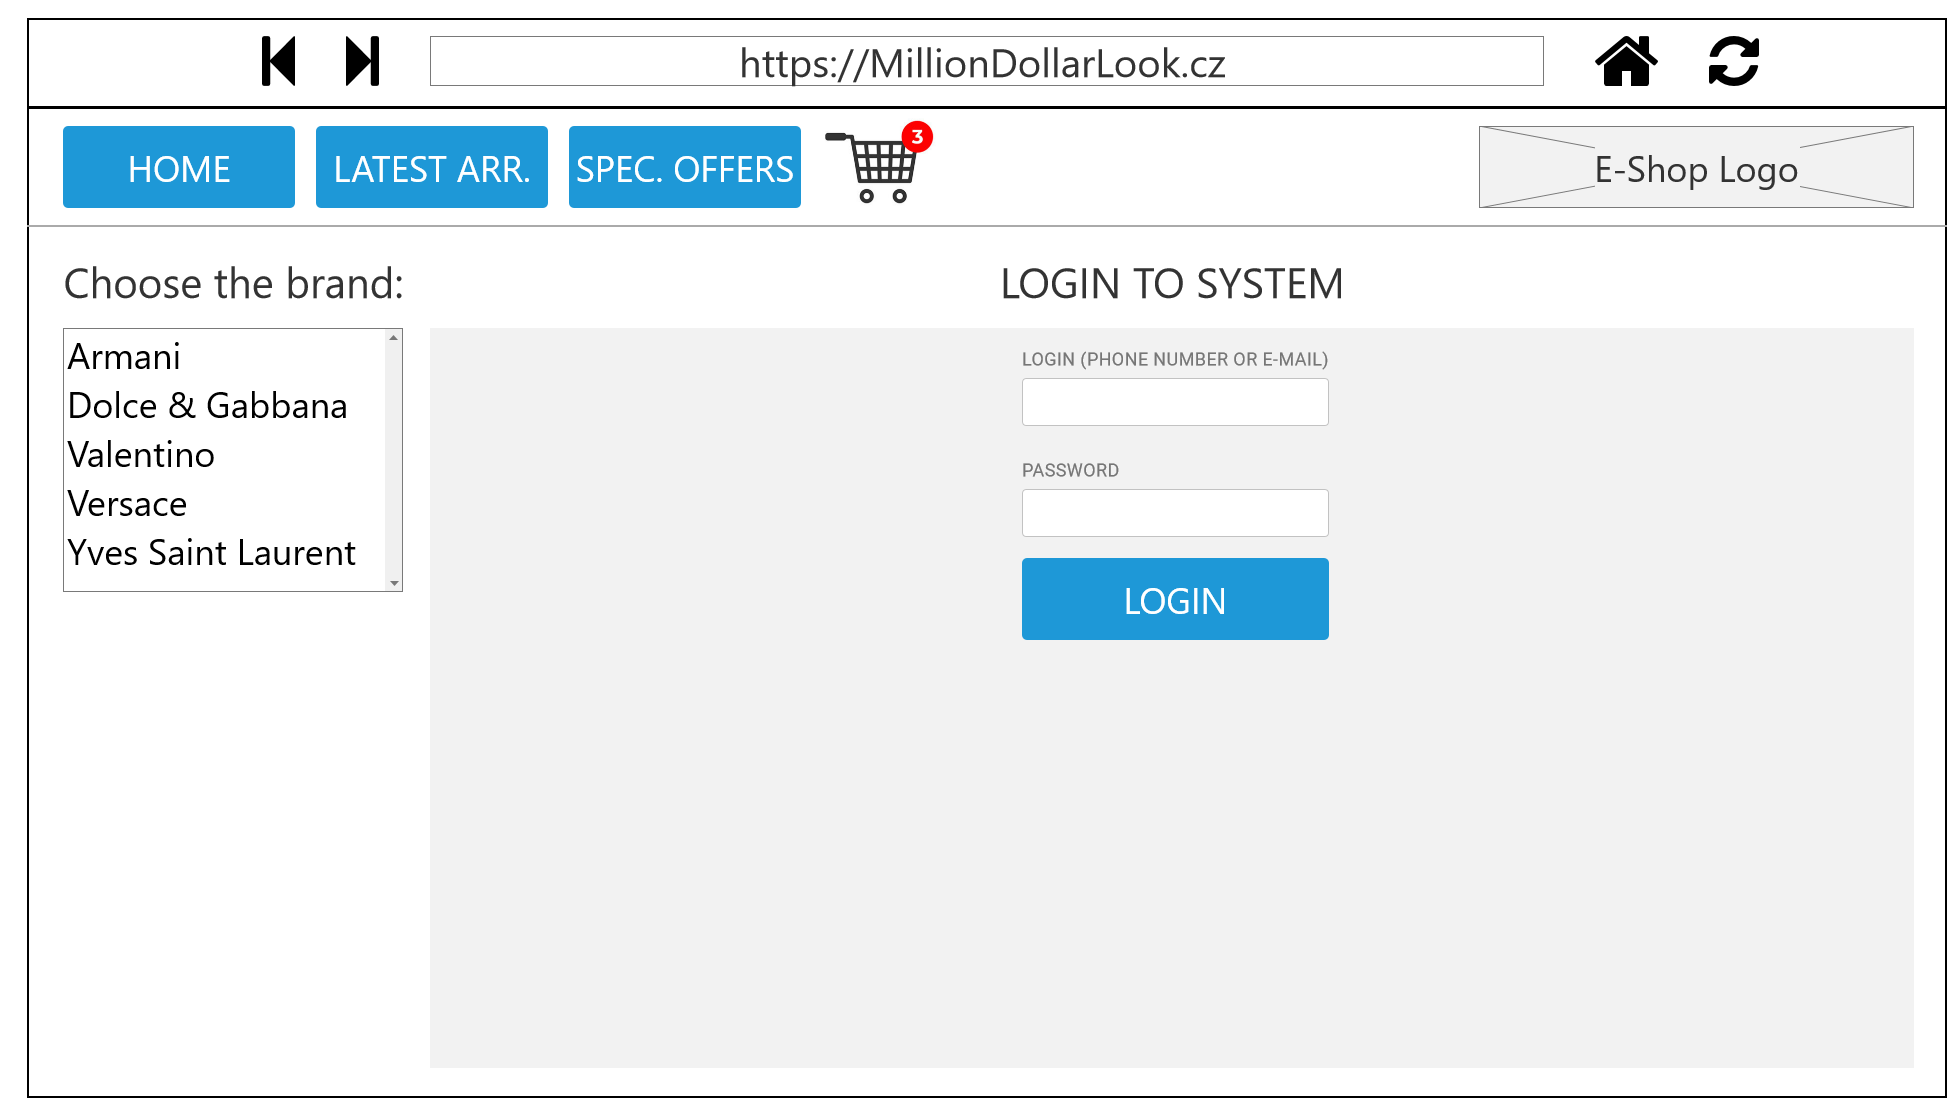 https://MillionDollarLook.cz
HOME
LATEST ARR.
SPEC. OFFERS
3
E-Shop Logo
Choose the brand:
Armani
Dolce & Gabbana
Valentino
Versace
Yves Saint Laurent
LOGIN TO SYSTEM
LOGIN (PHONE NUMBER OR E-MAIL)
PASSWORD
LOGIN